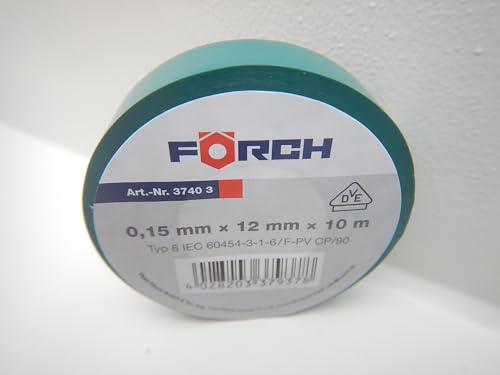 FÖRCH
Art.-Nr. 3740 3
DVE
0,15 mm × 12 mm × 10 m
Typ 6 IEC 60454-3-1-6/F-PV CP/90
4 028203 379378